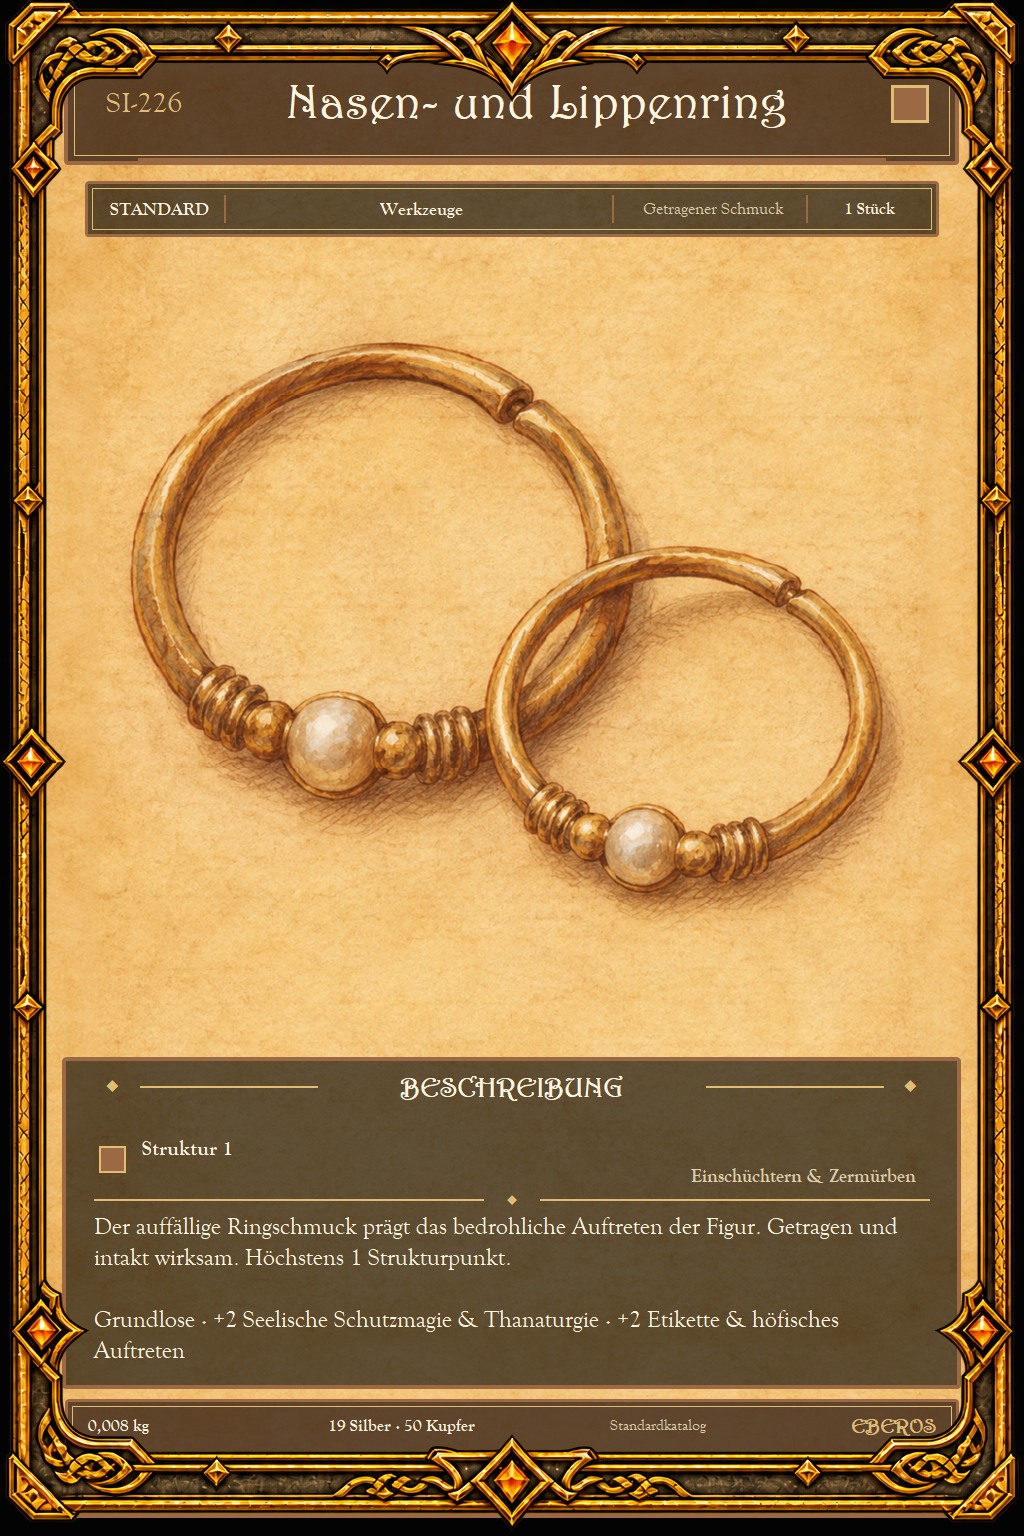 SI-226
Nasen- und Lippenring
STANDARD
Werkzeuge
Getragener Schmuck
1 Stück
BESCHREIBUNG
Struktur 1
Einschüchtern & Zermürben
Der auffällige Ringschmuck prägt das bedrohliche Auftreten der Figur. Getragen und
intakt wirksam. Höchstens 1 Strukturpunkt.
Grundlose · +2 Seelische Schutzmagie & Thanaturgie · +2 Etikette & höfisches
Auftreten
0,008 kg
19 Silber · 50 Kupfer
Standardkatalog
EBEROS